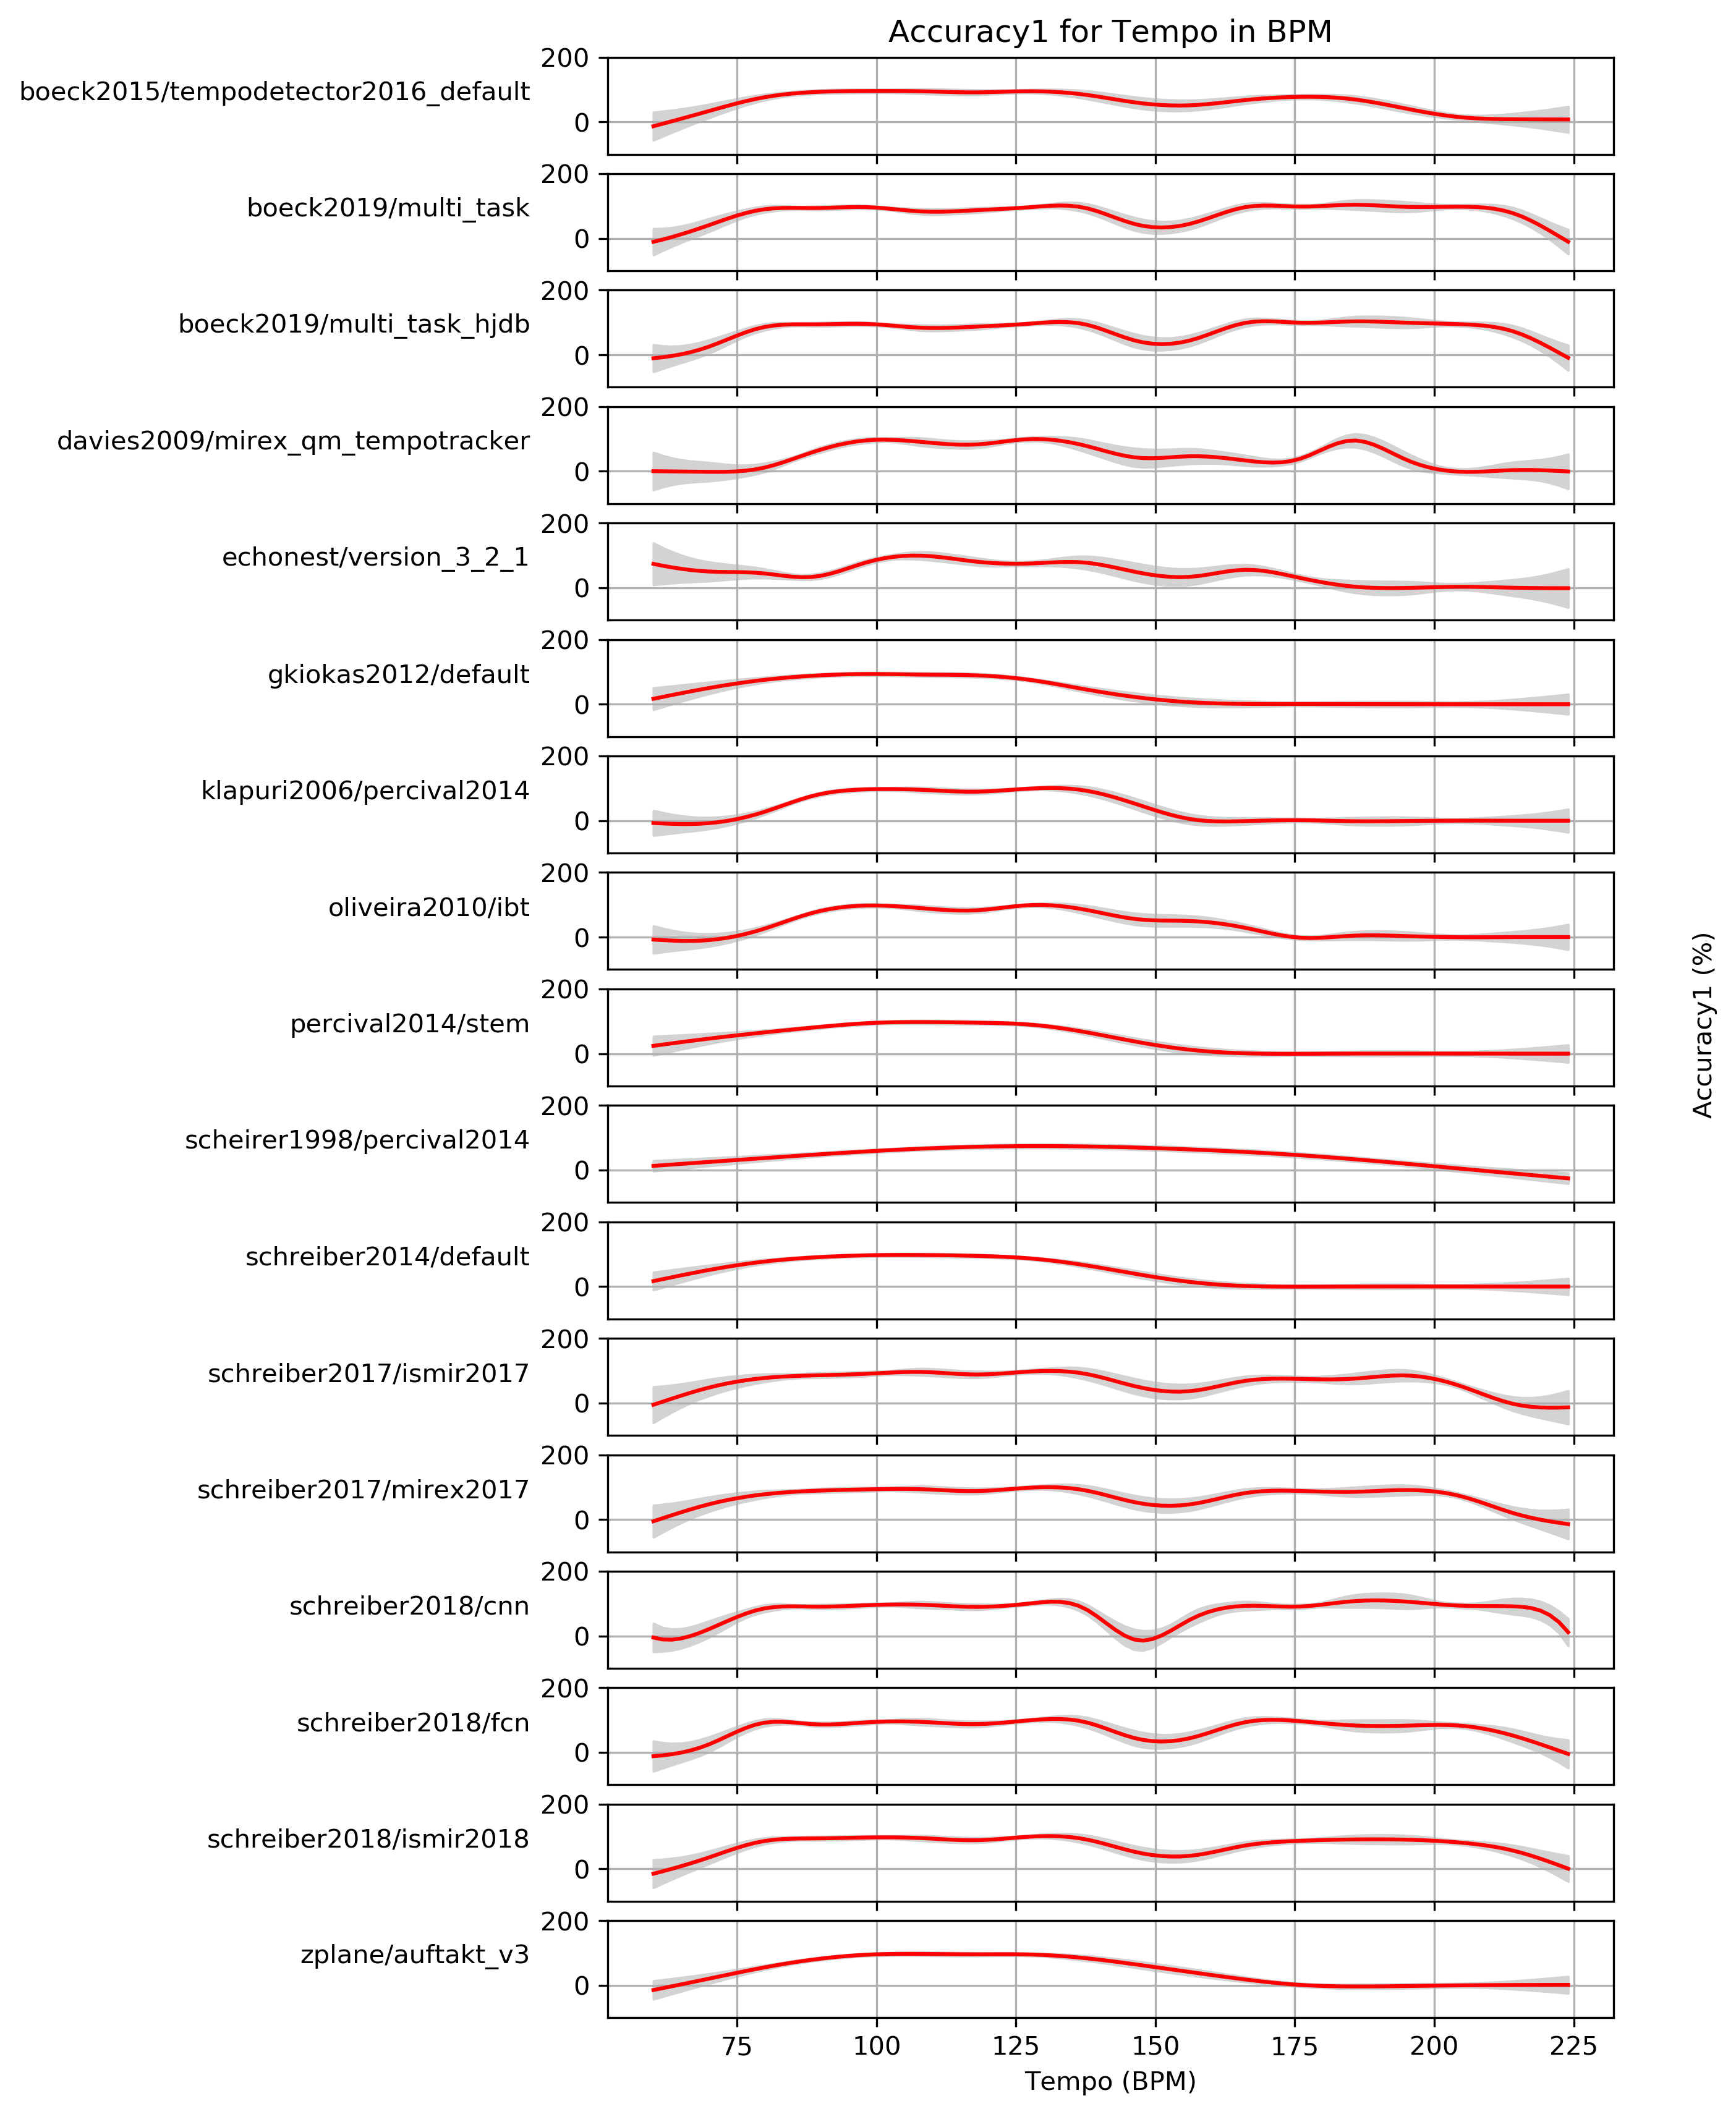 Accuracy1 for Tempo in BPM
boeck2015/tempodetector2016_default
200
0
boeck2019/multi_task
200
0
boeck2019/multi_task_hjdb
200
0
davies2009/mirex_qm_tempotracker
200
0
echonest/version_3_2_1
200
0
gkiokas2012/default
200
0
klapuri2006/percival2014
200
0
oliveira2010/ibt
200
0
percival2014/stem
200
0
scheirer1998/percival2014
200
0
schreiber2014/default
200
0
schreiber2017/ismir2017
200
0
schreiber2017/mirex2017
200
0
schreiber2018/cnn
200
0
schreiber2018/fcn
200
0
schreiber2018/ismir2018
200
0
zplane/auftakt_v3
200
0
75 100 125 150 175 200 225
Tempo (BPM)
Accuracy1 (%)